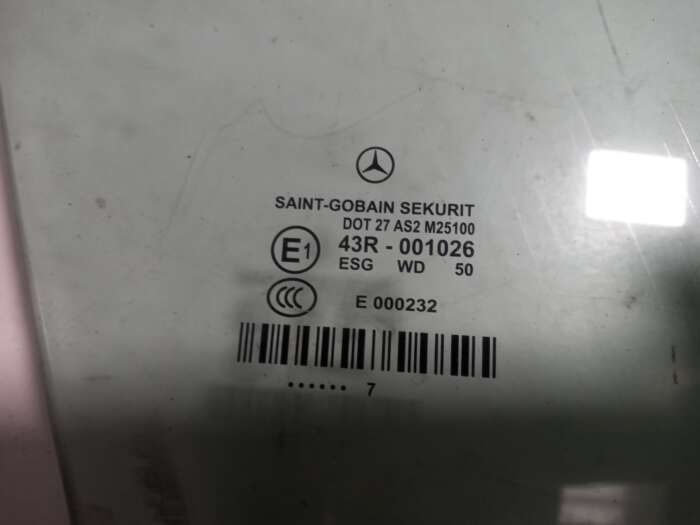 SAINT-GOBAIN SEKURIT
DOT 27 AS2 M25100
E1 43R - 001026
ESG WD 50
CCC E 000232
...... 7